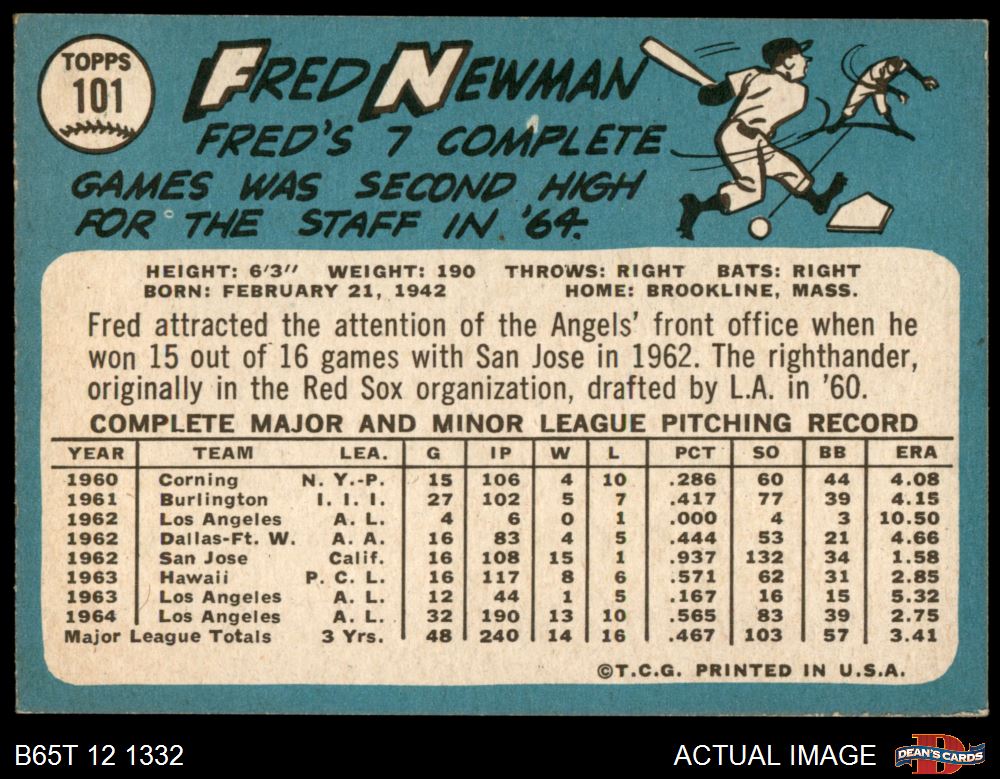 TOPPS
101
FRED NEWMAN
FRED'S 7 COMPLETE
GAMES WAS SECOND HIGH
FOR THE STAFF IN '64.
HEIGHT: 6'3" WEIGHT: 190 THROWS: RIGHT BATS: RIGHT
BORN: FEBRUARY 21, 1942 HOME: BROOKLINE, MASS.
Fred attracted the attention of the Angels' front office when he
won 15 out of 16 games with San Jose in 1962. The righthander,
originally in the Red Sox organization, drafted by L.A. in '60.
COMPLETE MAJOR AND MINOR LEAGUE PITCHING RECORD
YEAR TEAM LEA. G IP W L PCT SO BB ERA
1960 Corning N. Y.-P. 15 106 4 10 .286 60 44 4.08
1961 Burlington I. I. I. 27 102 5 7 .417 77 39 4.15
1962 Los Angeles A. L. 4 6 0 1 .000 4 3 10.50
1962 Dallas-Ft. W. A. A. 16 83 4 5 .444 53 21 4.66
1962 San Jose Calif. 16 108 15 1 .937 132 34 1.58
1963 Hawaii P. C. L. 16 117 8 6 .571 62 31 2.85
1963 Los Angeles A. L. 12 44 1 5 .167 16 15 5.32
1964 Los Angeles A. L. 32 190 13 10 .565 83 39 2.75
Major League Totals 3 Yrs. 48 240 14 16 .467 103 57 3.41
©T.C.G. PRINTED IN U.S.A.
B65T 12 1332 ACTUAL IMAGE
DEAN'S CARDS